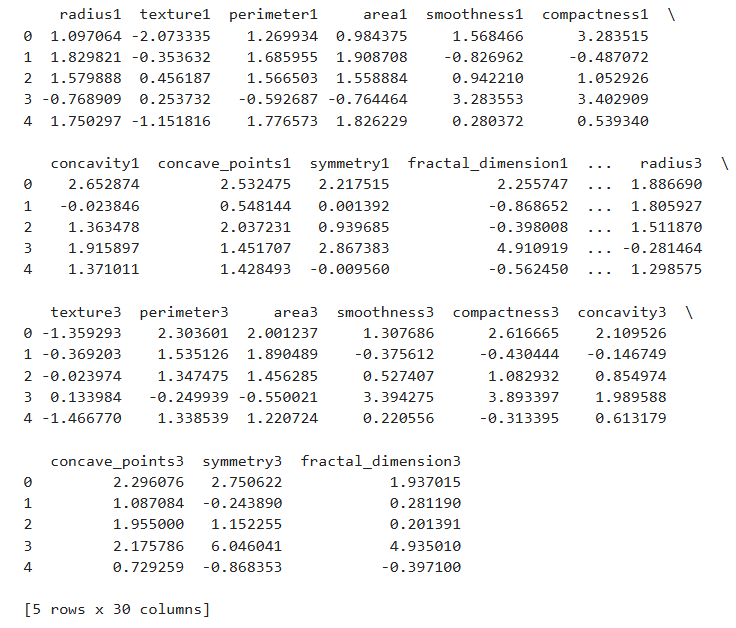 radius1 texture1 perimeter1 area1 smoothness1 compactness1 \
0 1.097064 -2.073335 1.269934 0.984375 1.568466 3.283515
1 1.829821 -0.353632 1.685955 1.908708 -0.826962 -0.487072
2 1.579888 0.456187 1.566503 1.558884 0.942210 1.052926
3 -0.768909 0.253732 -0.592687 -0.764464 3.283553 3.402909
4 1.750297 -1.151816 1.776573 1.826229 0.280372 0.539340
concavity1 concave_points1 symmetry1 fractal_dimension1 ... radius3 \
0 2.652874 2.532475 2.217515 2.255747 ... 1.886690
1 -0.023846 0.548144 0.001392 -0.868652 ... 1.805927
2 1.363478 2.037231 0.939685 -0.398008 ... 1.511870
3 1.915897 1.451707 2.867383 4.910919 ... -0.281464
4 1.371011 1.428493 -0.009560 -0.562450 ... 1.298575
texture3 perimeter3 area3 smoothness3 compactness3 concavity3 \
0 -1.359293 2.303601 2.001237 1.307686 2.616665 2.109526
1 -0.369203 1.535126 1.890489 -0.375612 -0.430444 -0.146749
2 -0.023974 1.347475 1.456285 0.527407 1.082932 0.854974
3 0.133984 -0.249939 -0.550021 3.394275 3.893397 1.989588
4 -1.466770 1.338539 1.220724 0.220556 -0.313395 0.613179
concave_points3 symmetry3 fractal_dimension3
0 2.296076 2.750622 1.937015
1 1.087084 -0.243890 0.281190
2 1.955000 1.152255 0.201391
3 2.175786 6.046041 4.935010
4 0.729259 -0.868353 -0.397100
[5 rows x 30 columns]